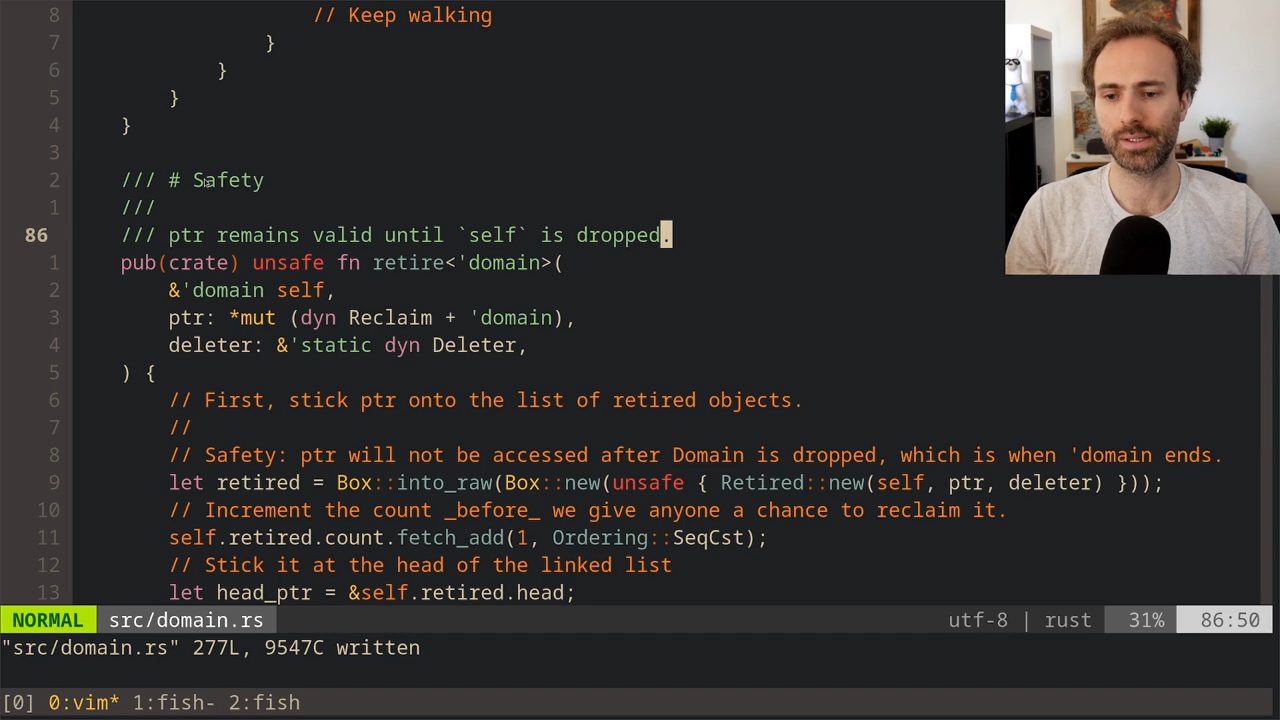 8 // Keep walking
7 }
6 }
5 }
4 }
3
2 /// # Safety
1 ///
86 /// ptr remains valid until `self` is dropped.
1 pub(crate) unsafe fn retire<'domain>(
2 &'domain self,
3 ptr: *mut (dyn Reclaim + 'domain),
4 deleter: &'static dyn Deleter,
5 ) {
6 // First, stick ptr onto the list of retired objects.
7 //
8 // Safety: ptr will not be accessed after Domain is dropped, which is when 'domain ends.
9 let retired = Box::into_raw(Box::new(unsafe { Retired::new(self, ptr, deleter) }));
10 // Increment the count _before_ we give anyone a chance to reclaim it.
11 self.retired.count.fetch_add(1, Ordering::SeqCst);
12 // Stick it at the head of the linked list
13 let head_ptr = &self.retired.head;
NORMAL src/domain.rs utf-8 | rust 31% 86:50
"src/domain.rs" 277L, 9547C written
[0] 0:vim* 1:fish- 2:fish